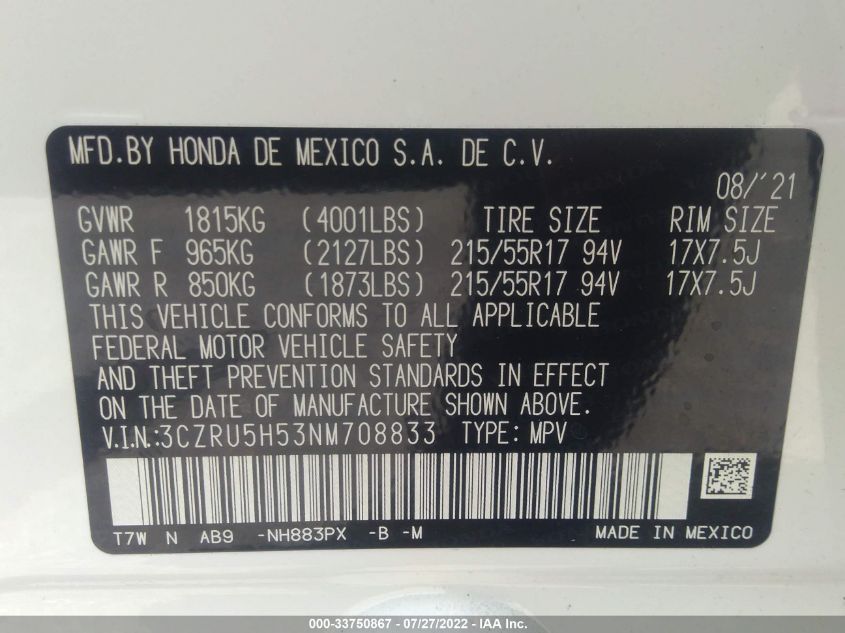 MFD.BY HONDA DE MEXICO S.A. DE C.V.
08/'21
GVWR 1815KG (4001LBS) TIRE SIZE RIM SIZE
GAWR F 965KG (2127LBS) 215/55R17 94V 17X7.5J
GAWR R 850KG (1873LBS) 215/55R17 94V 17X7.5J
THIS VEHICLE CONFORMS TO ALL APPLICABLE
FEDERAL MOTOR VEHICLE SAFETY
AND THEFT PREVENTION STANDARDS IN EFFECT
ON THE DATE OF MANUFACTURE SHOWN ABOVE.
V.I.N.:3CZRU5H53NM708833 TYPE: MPV
T7W N AB9 -NH883PX -B -M MADE IN MEXICO
000-33750867 - 07/27/2022 - IAA Inc.